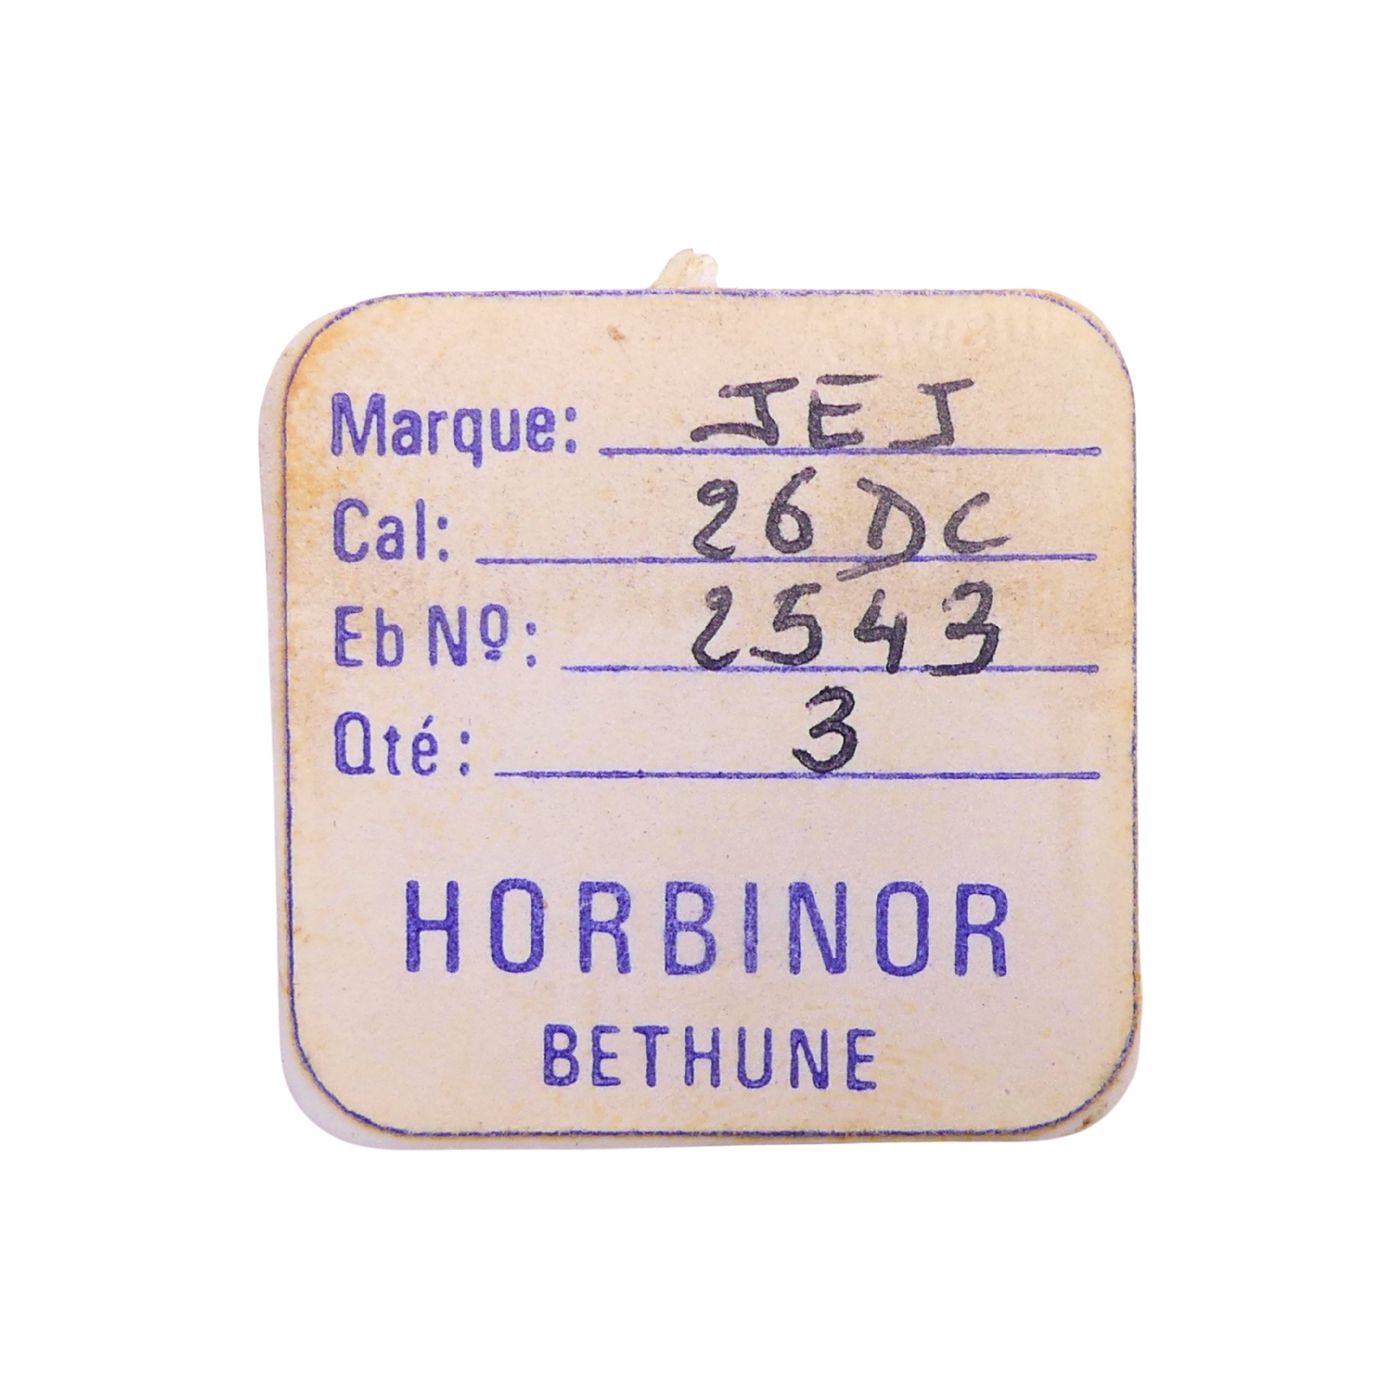 Marque: JEJ
Cal: 26 DC
Eb Nº: 2543
Qté: 3
HORBINOR
BETHUNE